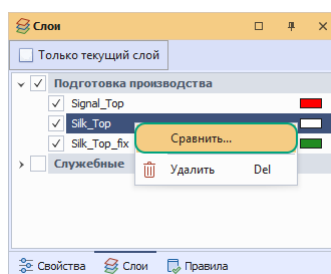 Слои
Только текущий слой
Подготовка производства
Signal_Top
Silk_Top
Сравнить...
Silk_Top_fix
Служебные
Удалить Del
Свойства Слои Правила